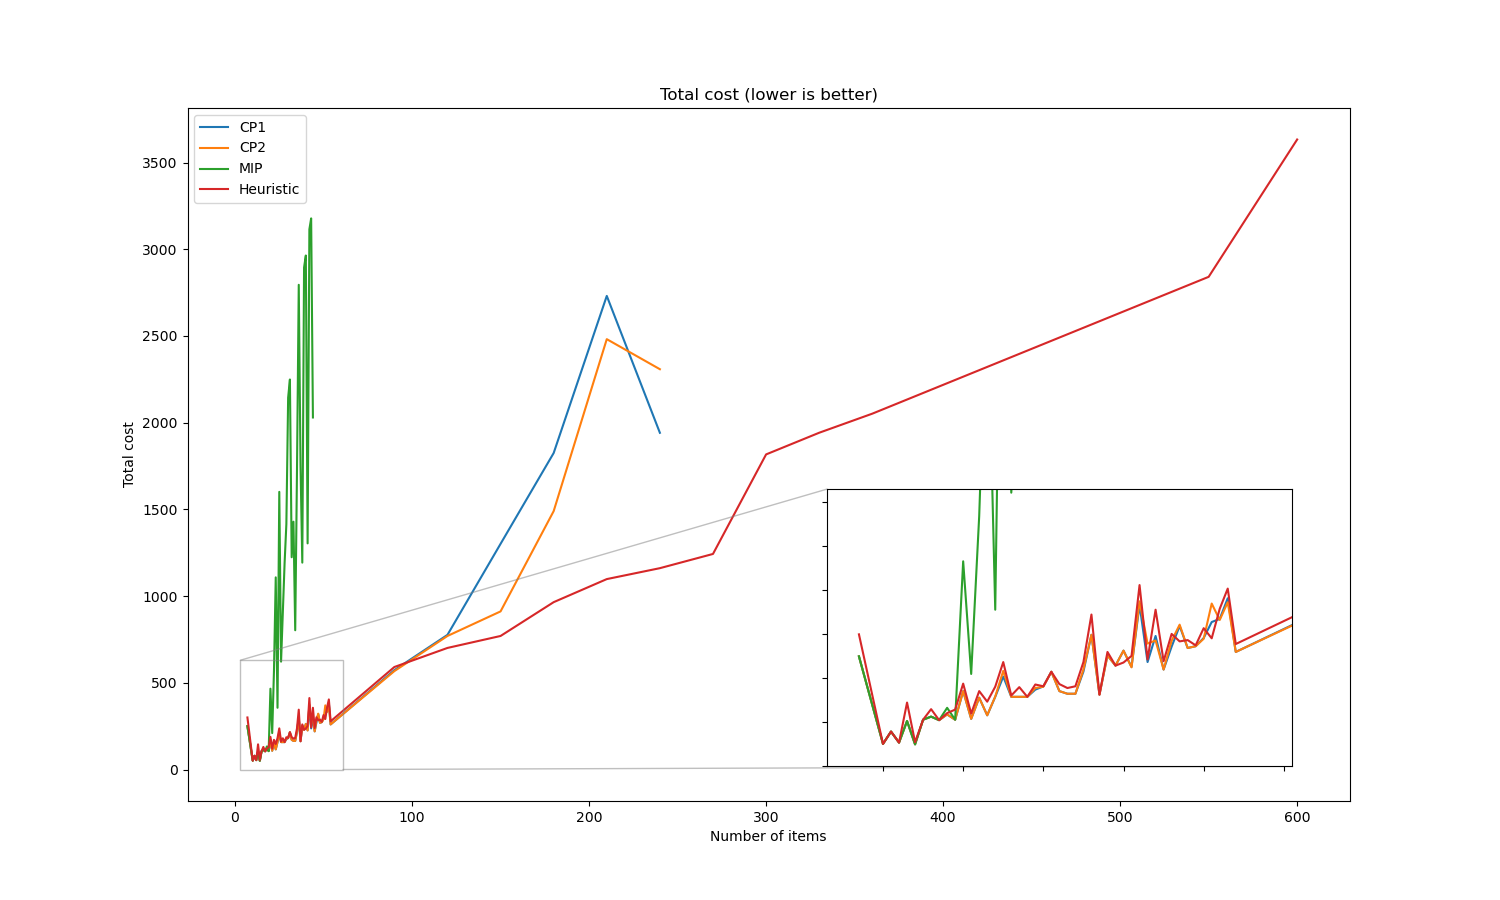 Total cost (lower is better)
CP1
CP2
MIP
Heuristic
3500
3000
2500
2000
1500
1000
500
0
Total cost
0 100 200 300 400 500 600
Number of items